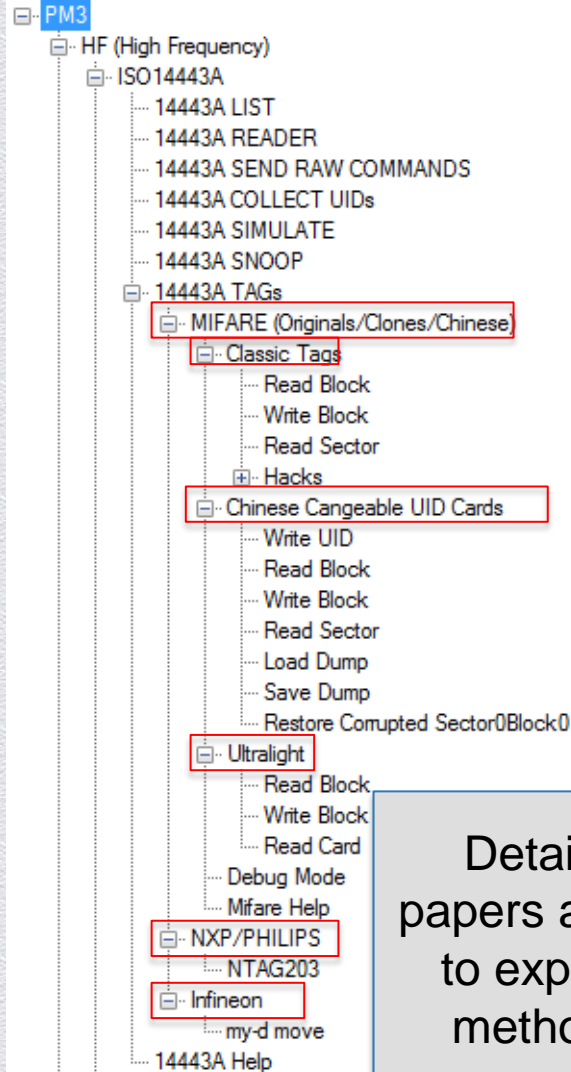 PM3
HF (High Frequency)
ISO14443A
14443A LIST
14443A READER
14443A SEND RAW COMMANDS
14443A COLLECT UIDs
14443A SIMULATE
14443A SNOOP
14443A TAGs
MIFARE (Originals/Clones/Chinese)
Classic Tags
Read Block
Write Block
Read Sector
Hacks
Chinese Cangeable UID Cards
Write UID
Read Block
Write Block
Read Sector
Load Dump
Save Dump
Restore Corrupted Sector0Block0
Ultralight
Read Block
Write Block
Read Card
Debug Mode
Mifare Help
NXP/PHILIPS
NTAG203
Infineon
my-d move
14443A Help
papers
to